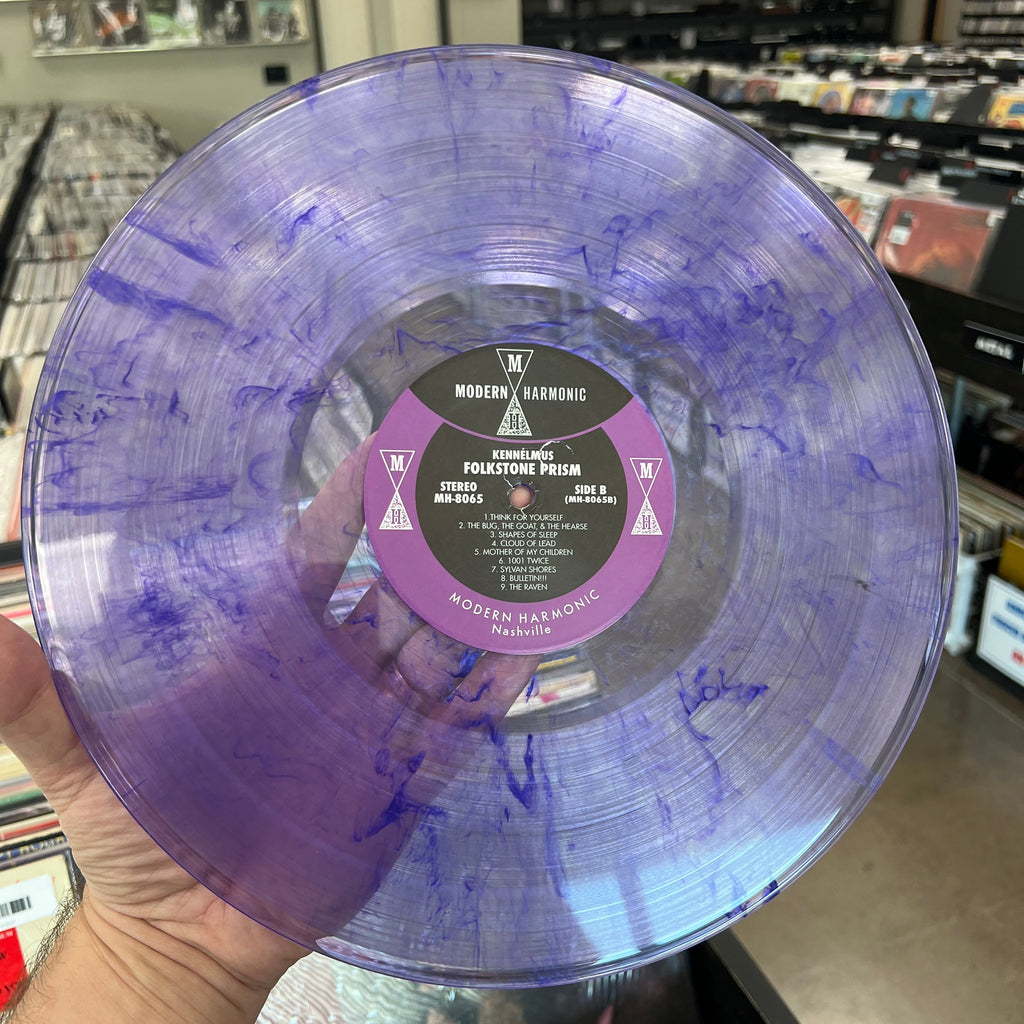 M
MODERN HARMONIC
H
KENNÉLMUS
FOLKSTONE PRISM
STEREO
MH-8065
SIDE B
(MH-8065B)
M
H
M
H
1.THINK FOR YOURSELF
2. THE BUG, THE GOAT, & THE HEARSE
3. SHAPES OF SLEEP
4. CLOUD OF LEAD
5. MOTHER OF MY CHILDREN
6. 1001 TWICE
7. SYLVAN SHORES
8. BULLETIN!!!
9. THE RAVEN
MODERN HARMONIC
Nashville